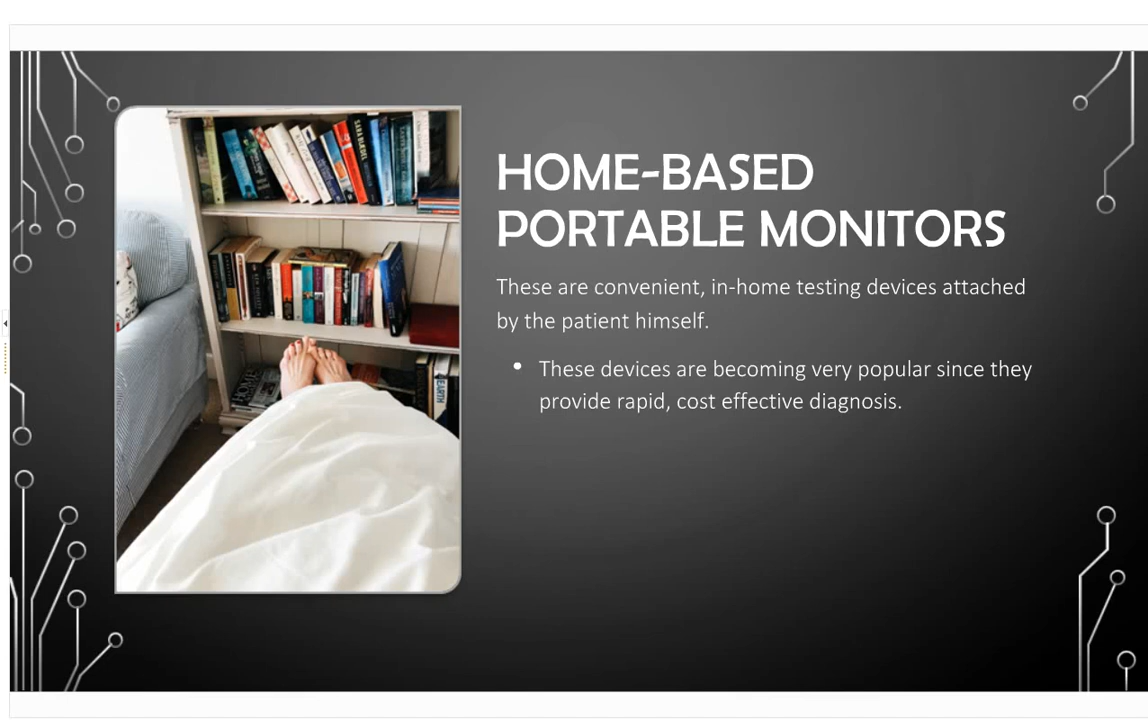 HOME-BASED
PORTABLE MONITORS
These are convenient, in-home testing devices attached
by the patient himself.
• These devices are becoming very popular since they
provide rapid, cost effective diagnosis.